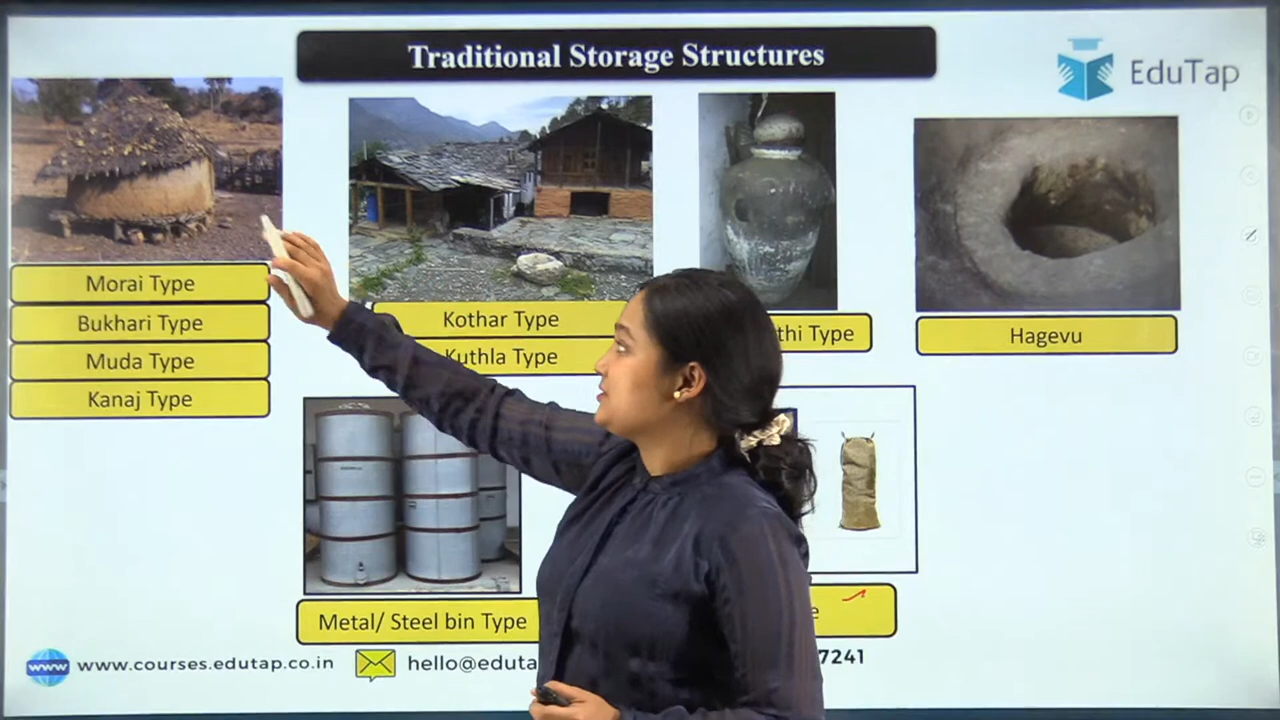 Traditional Storage Structures
EduTap
Morai Type
Bukhari Type
Muda Type
Kanaj Type
Kothar Type
Kuthla Type
Type
Hagevu
Metal/ Steel bin Type
www
www.courses.edutap.co.in
hello@eduta
7241